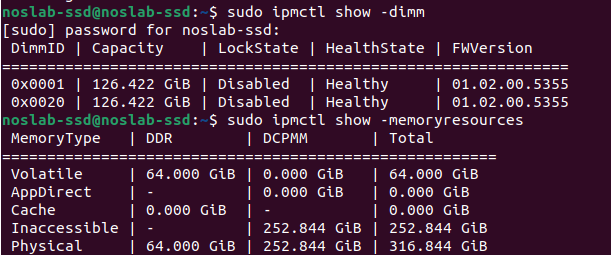 noslab-ssd@noslab-ssd:~$ sudo ipmctl show -dimm
[sudo] password for noslab-ssd:
 DimmID | Capacity    | LockState | HealthState | FWVersion
===============================================================
 0x0001 | 126.422 GiB | Disabled  | Healthy     | 01.02.00.5355
 0x0020 | 126.422 GiB | Disabled  | Healthy     | 01.02.00.5355
noslab-ssd@noslab-ssd:~$ sudo ipmctl show -memoryresources
 MemoryType   | DDR         | DCPMM       | Total
=======================================================
 Volatile     | 64.000 GiB  | 0.000 GiB   | 64.000 GiB
 AppDirect    | -           | 0.000 GiB   | 0.000 GiB
 Cache        | 0.000 GiB   | -           | 0.000 GiB
 Inaccessible | -           | 252.844 GiB | 252.844 GiB
 Physical     | 64.000 GiB  | 252.844 GiB | 316.844 GiB